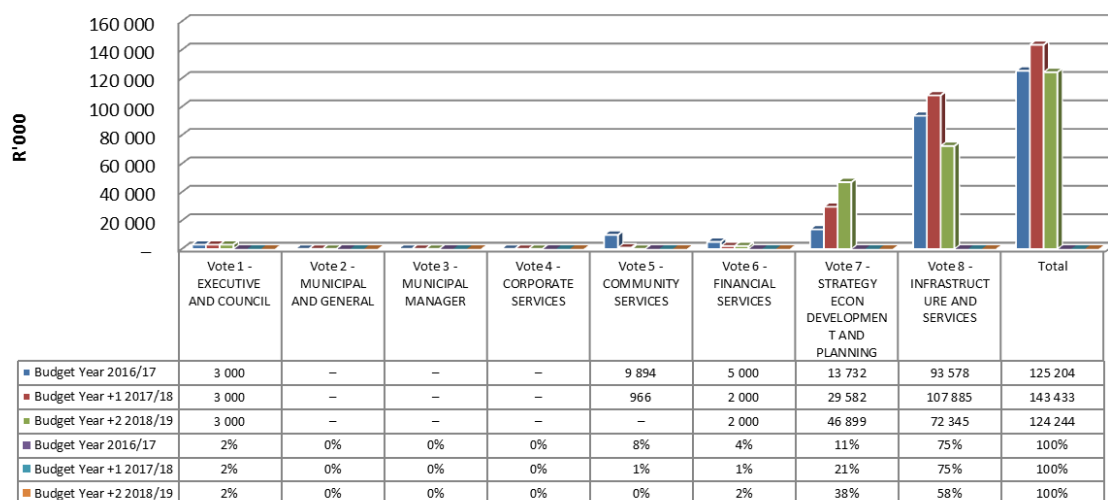 160 000
140 000
120 000
100 000
80 000
60 000
40 000
20 000
–
R'000
Vote 1 - EXECUTIVE AND COUNCIL
Vote 2 - MUNICIPAL AND GENERAL
Vote 3 - MUNICIPAL MANAGER
Vote 4 - CORPORATE SERVICES
Vote 5 - COMMUNITY SERVICES
Vote 6 - FINANCIAL SERVICES
Vote 7 - STRATEGY ECON DEVELOPMEN T AND PLANNING
Vote 8 - INFRASTRUCT URE AND SERVICES
Total
Budget Year 2016/17 3 000 – – – 9 894 5 000 13 732 93 578 125 204
Budget Year +1 2017/18 3 000 – – – 966 2 000 29 582 107 885 143 433
Budget Year +2 2018/19 3 000 – – – – 2 000 46 899 72 345 124 244
Budget Year 2016/17 2% 0% 0% 0% 8% 4% 11% 75% 100%
Budget Year +1 2017/18 2% 0% 0% 0% 1% 1% 21% 75% 100%
Budget Year +2 2018/19 2% 0% 0% 0% 0% 2% 38% 58% 100%